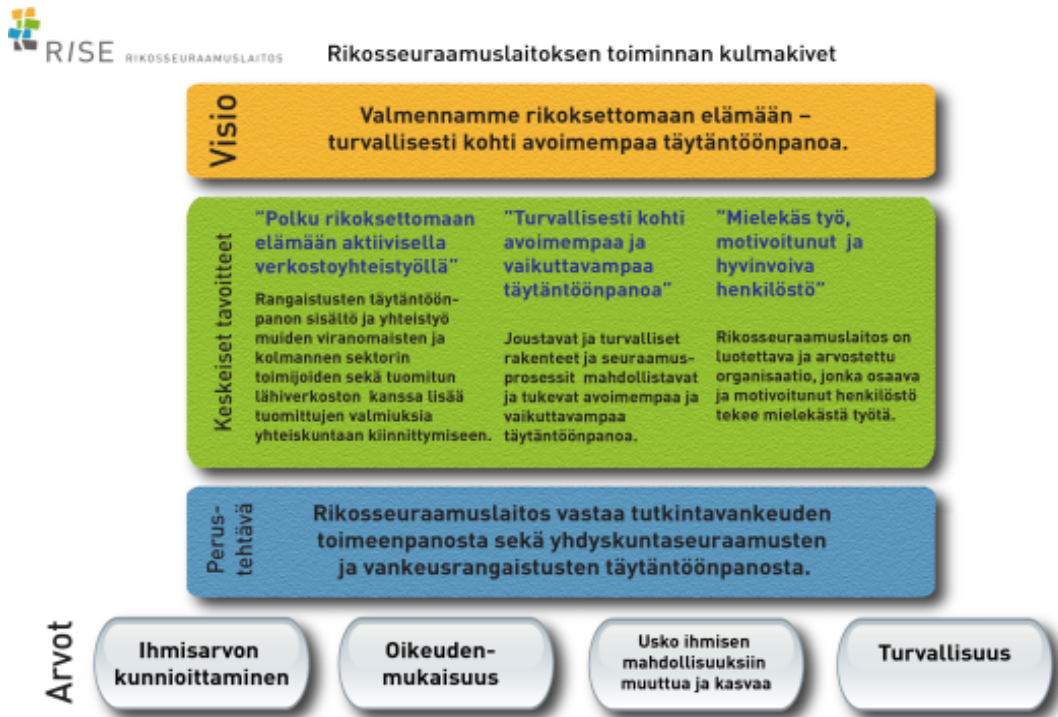 RISE RIKOSSEURAAMUSLAITOS
Rikosseuraamuslaitoksen toiminnan kulmakivet
Visio
Valmennamme rikoksettomaan elämään –
turvallisesti kohti avoimempaa täytäntöönpanoa.
Keskeiset tavoitteet
"Polku rikoksettomaan
elämään aktiivisella
verkostoyhteistyöllä"
Rangaistusten täytäntöön-
panon sisältö ja yhteistyö
muiden viranomaisten ja
kolmannen sektorin
toimijoiden sekä tuomitun
lähiverkoston kanssa lisää
tuomittujen valmiuksia
yhteiskuntaan kiinnittymiseen.
"Turvallisesti kohti
avoimempaa ja
vaikuttavampaa
täytäntöönpanoa"
Joustavat ja turvalliset
rakenteet ja seuraamus-
prosessit mahdollistavat
ja tukevat avoimempaa ja
vaikuttavampaa
täytäntöönpanoa.
"Mielekäs työ,
motivoitunut ja
hyvinvoiva
henkilöstö"
Rikosseuraamuslaitos on
luotettava ja arvostettu
organisaatio, jonka osaava
ja motivoitunut henkilöstö
tekee mielekästä työtä.
Perus-
tehtävä
Rikosseuraamuslaitos vastaa tutkintavankeuden
toimeenpanosta sekä yhdyskuntaseuraamusten
ja vankeusrangaistusten täytäntöönpanosta.
Arvot
Ihmisarvon
kunnioittaminen
Oikeuden-
mukaisuus
Usko ihmisen
mahdollisuuksiin
muuttua ja kasvaa
Turvallisuus